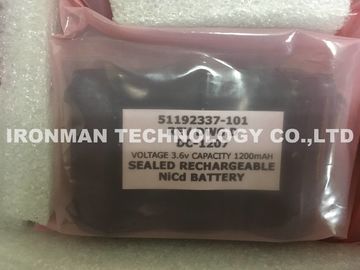 51192337-101
IRONMAN TECHNOLOGY CO., LTD
DC-1207
VOLTAGE 3.6v CAPACITY 1200mAH
SEALED RECHARGEABLE
NiCd BATTERY